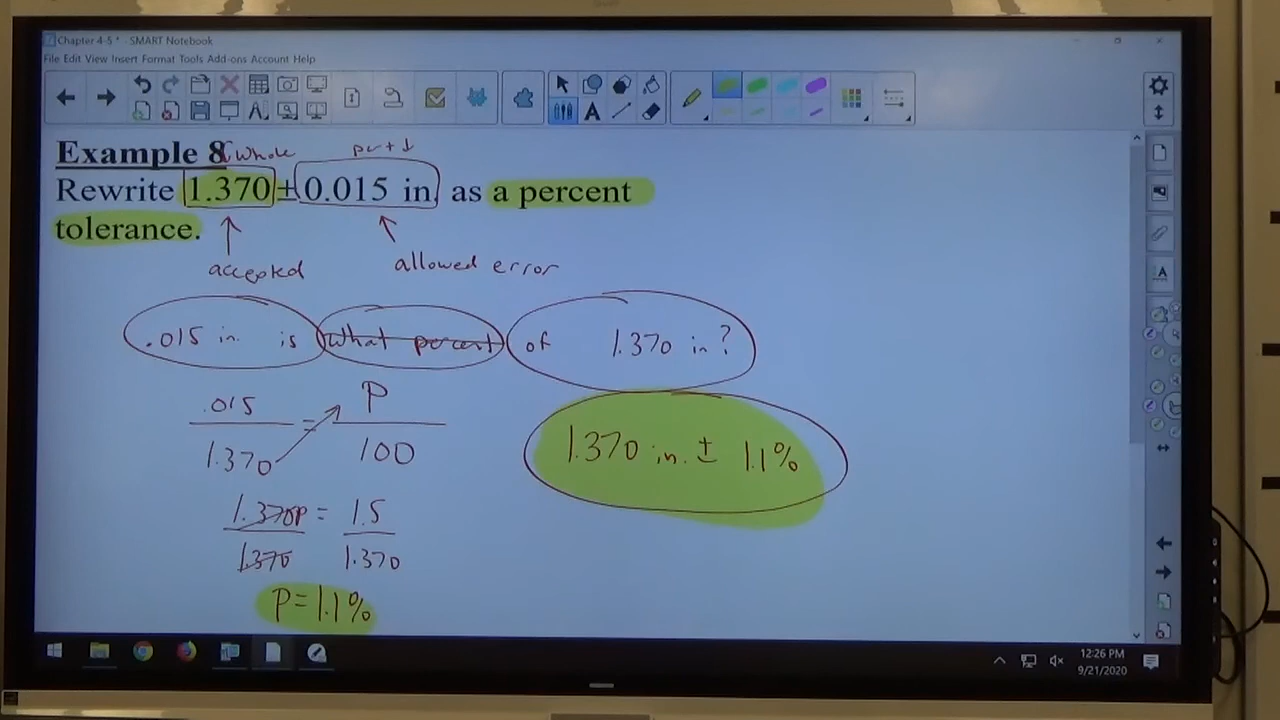 Chapter 4-5 * - SMART Notebook
File Edit View Insert Format Tools Add-ons Account Help
Example 8 whole part
Rewrite 1.370 ± 0.015 in as a percent
tolerance.
accepted allowed error
.015 in. is what percent of 1.370 in?
.015 = P
1.370 100
1.370 in. ± 1.1%
1.370P = 1.5
1.370 1.370
P = 1.1%
12:26 PM
9/21/2020